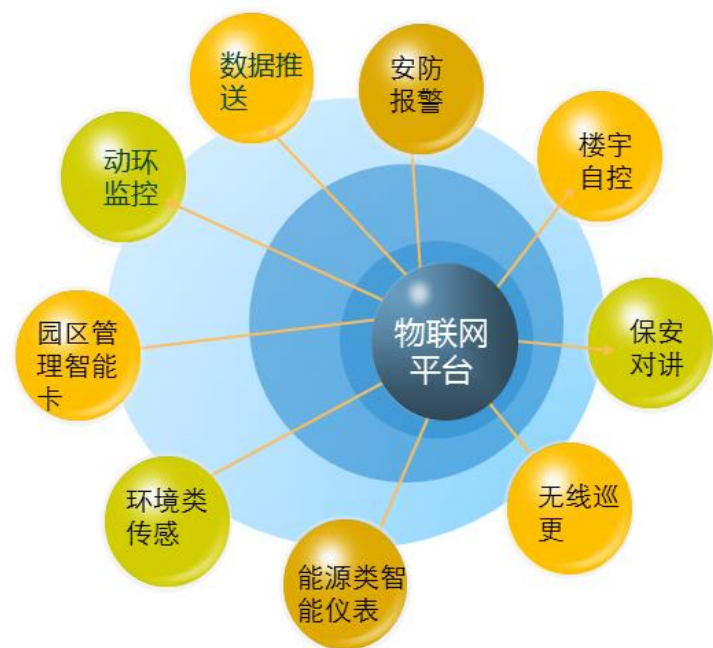 数据推
送
安防
报警
楼宇
自控
动环
监控
物联网
平台
保安
对讲
园区管
理智能
卡
环境类
传感
无线巡
更
能源类智
能仪表